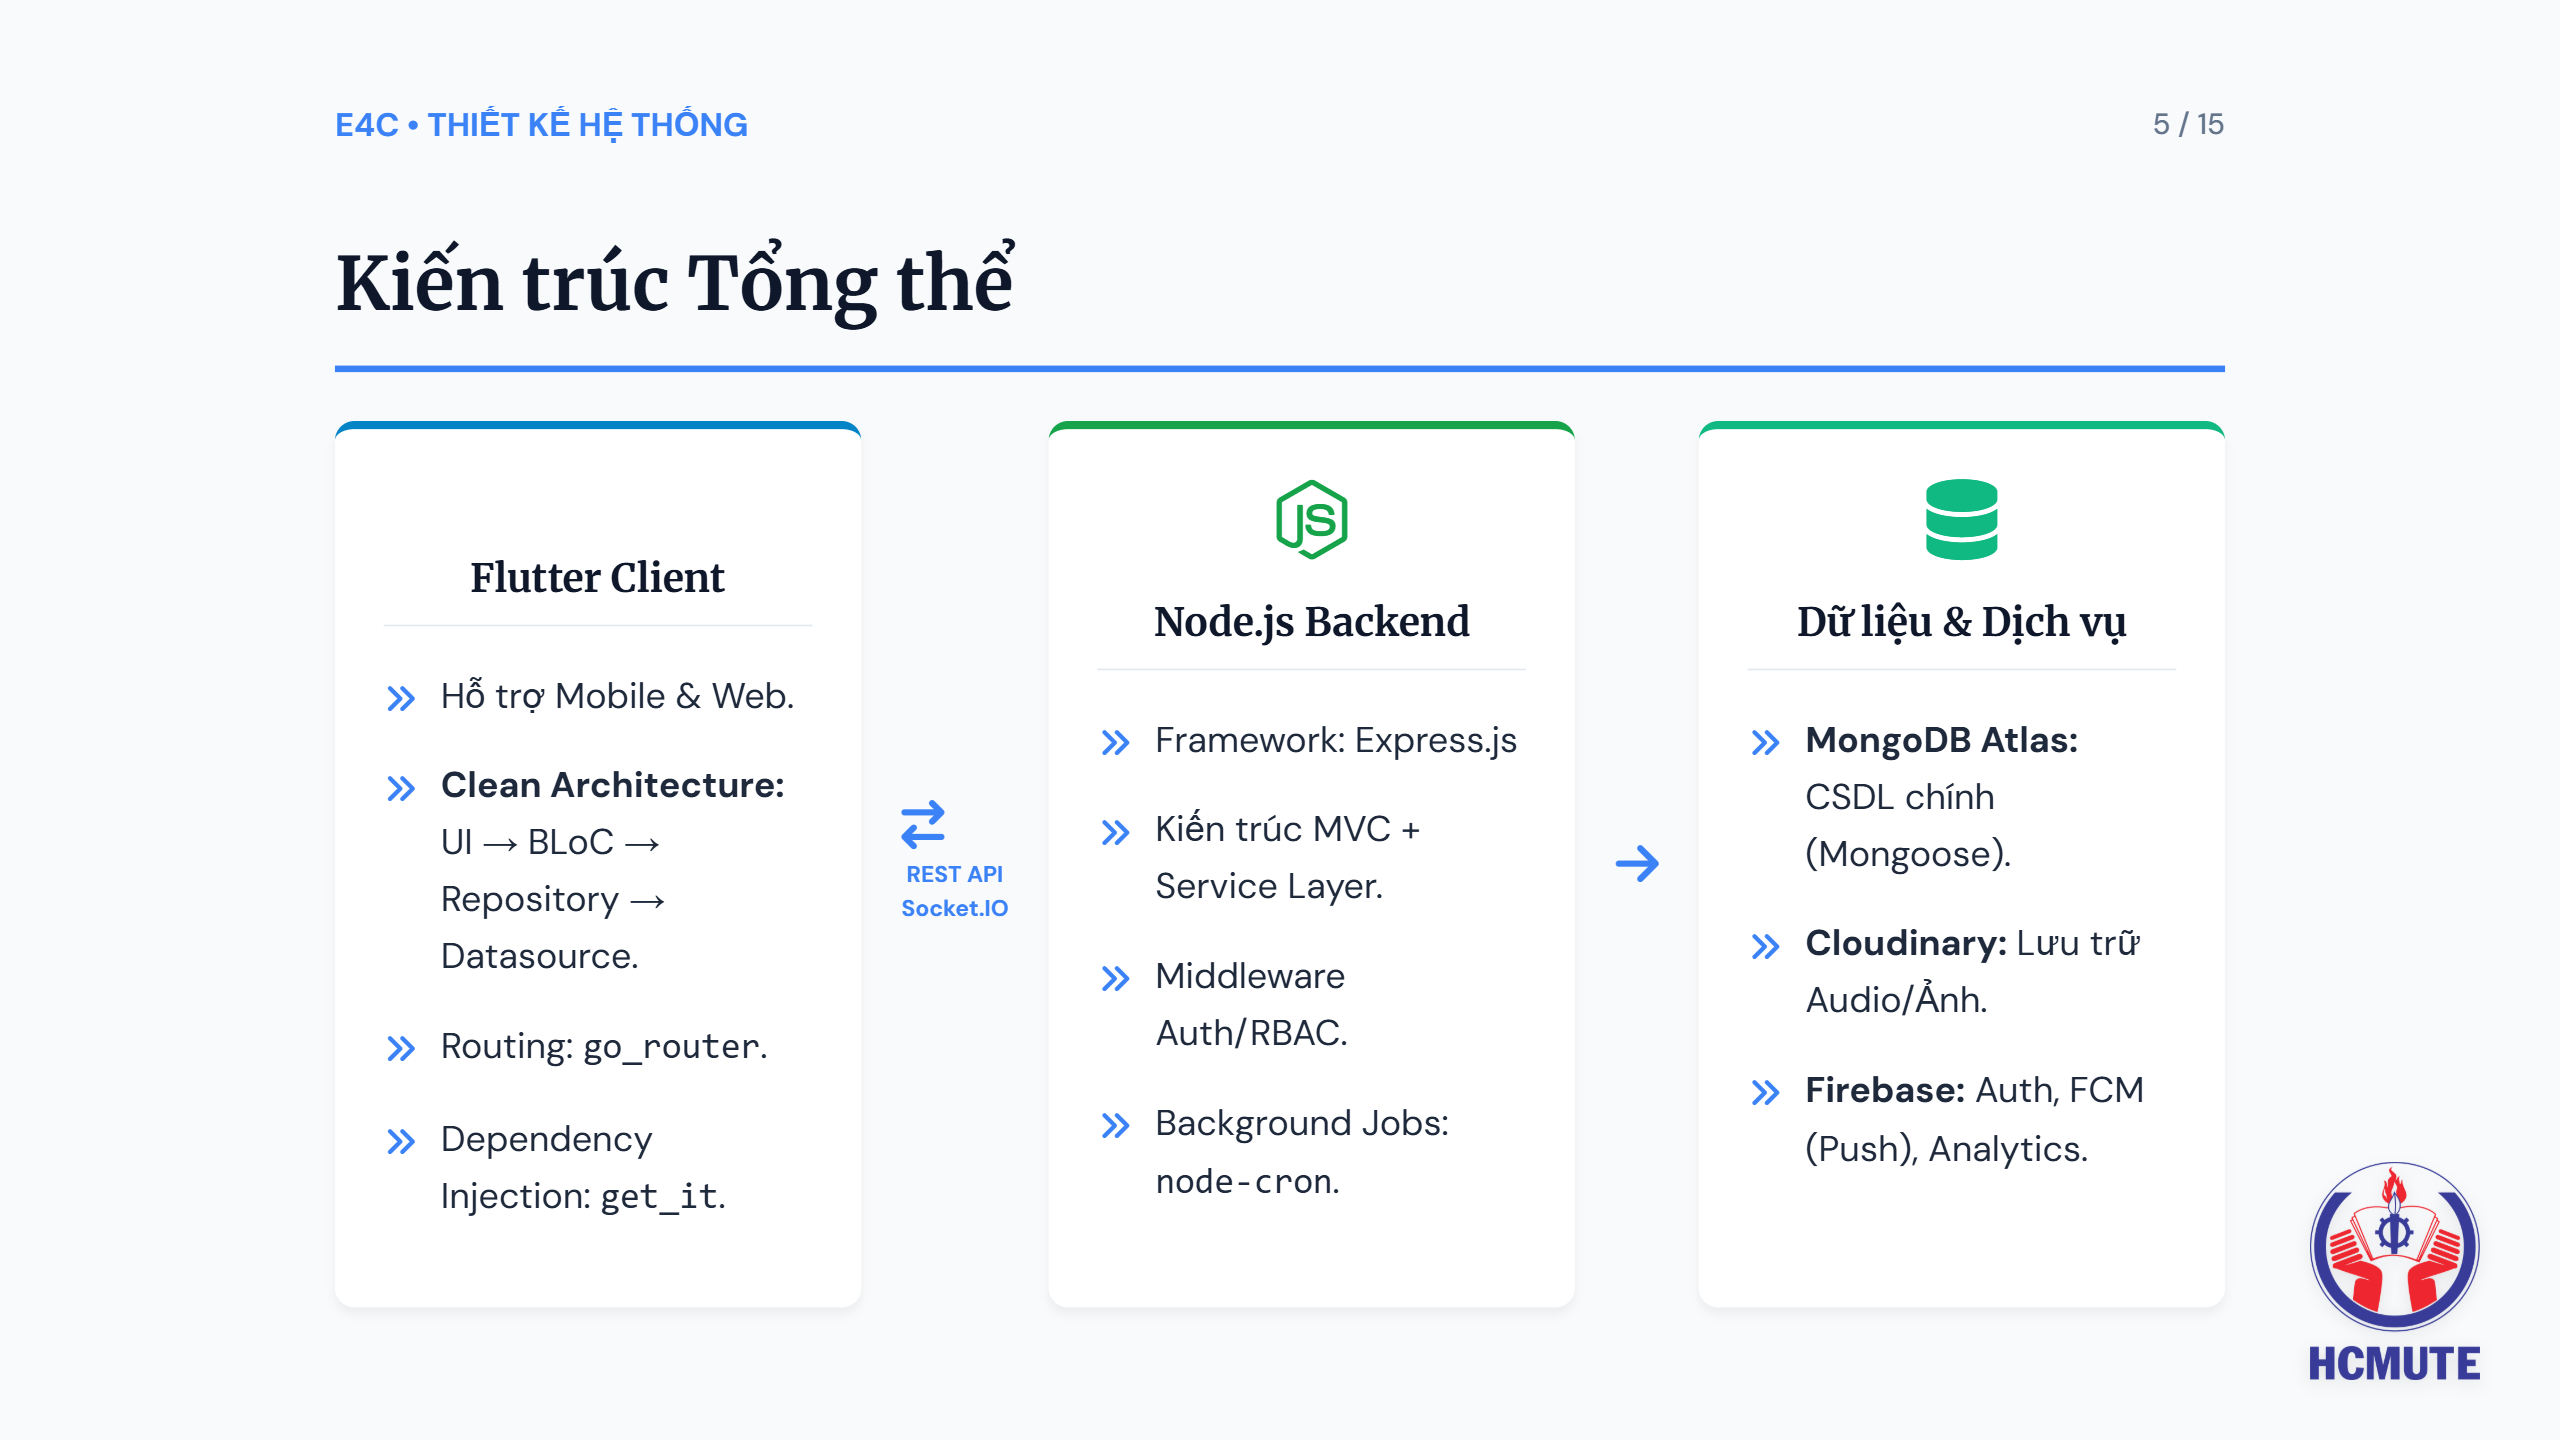 E4C • THIẾT KẾ HỆ THỐNG
5 / 15
Kiến trúc Tổng thể
Flutter Client
Hỗ trợ Mobile & Web.
Clean Architecture:
UI → BLoC →
Repository →
Datasource.
Routing: go_router.
Dependency
Injection: get_it.
REST API
Socket.IO
JS
Node.js Backend
Framework: Express.js
Kiến trúc MVC +
Service Layer.
Middleware
Auth/RBAC.
Background Jobs:
node-cron.
Dữ liệu & Dịch vụ
MongoDB Atlas:
CSDL chính
(Mongoose).
Cloudinary: Lưu trữ
Audio/Ảnh.
Firebase: Auth, FCM
(Push), Analytics.
HCMUTE